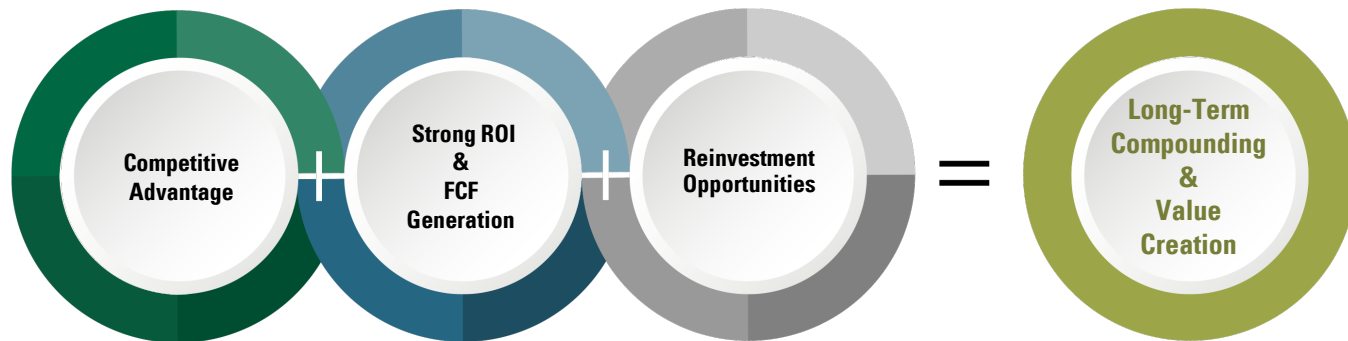 Competitive
Advantage
+
Strong ROI
&
FCF
Generation
+
Reinvestment
Opportunities
=
Long-Term
Compounding
&
Value
Creation